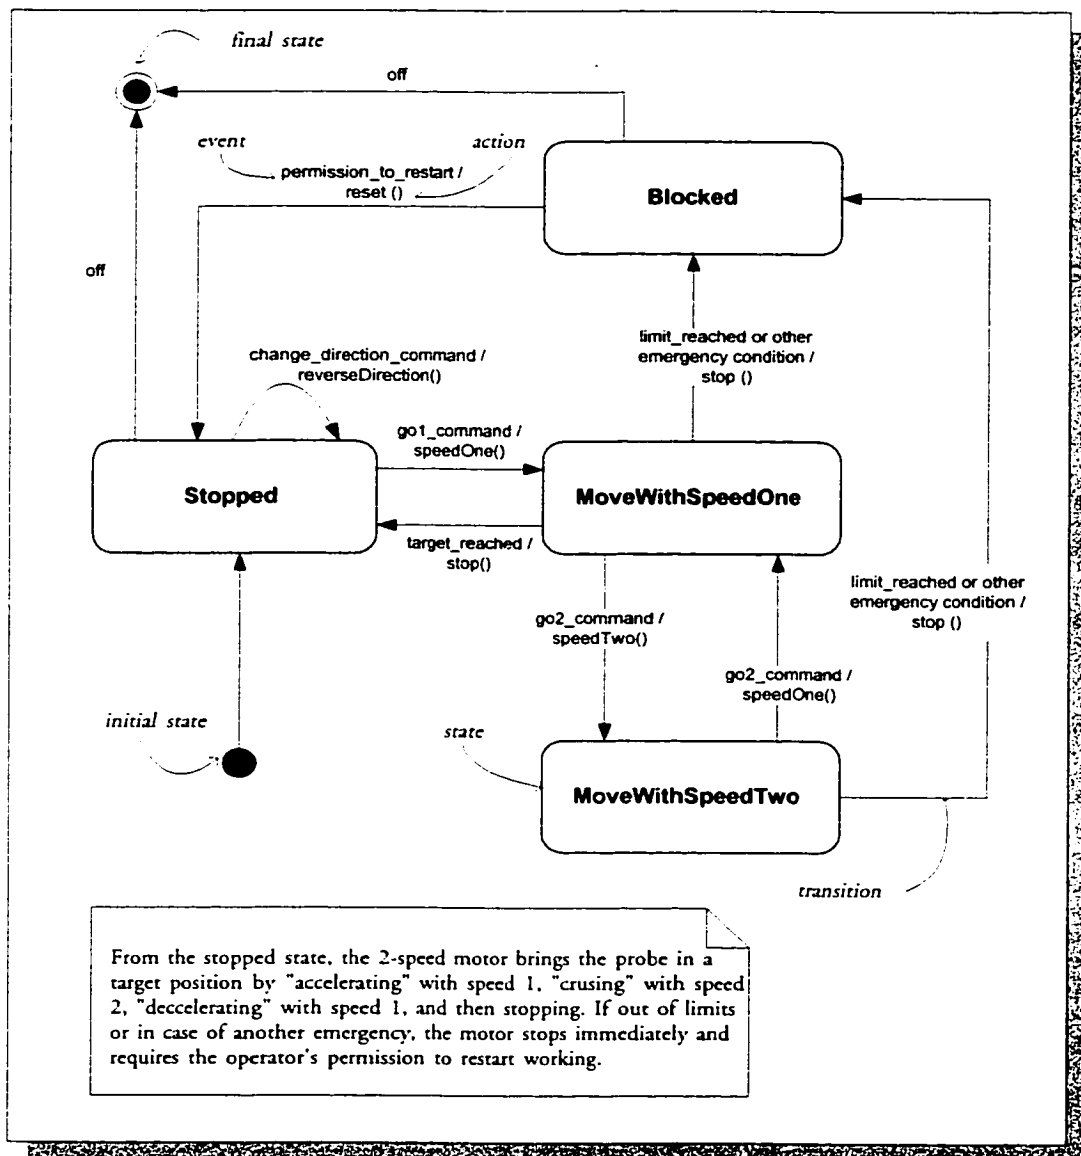 final state
off
event
action
permission_to_restart /
reset ()
Blocked
off
limit_reached or other
emergency condition /
stop ()
change_direction_command /
reverseDirection()
go1_command /
speedOne()
Stopped
MoveWithSpeedOne
target_reached /
stop()
limit_reached or other
emergency condition /
stop ()
go2_command /
speedTwo()
go2_command /
speedOne()
initial state
state
MoveWithSpeedTwo
transition
From the stopped state, the 2-speed motor brings the probe in a
target position by "accelerating" with speed 1, "crusing" with speed
2, "deccelerating" with speed 1, and then stopping. If out of limits
or in case of another emergency, the motor stops immediately and
requires the operator's permission to restart working.